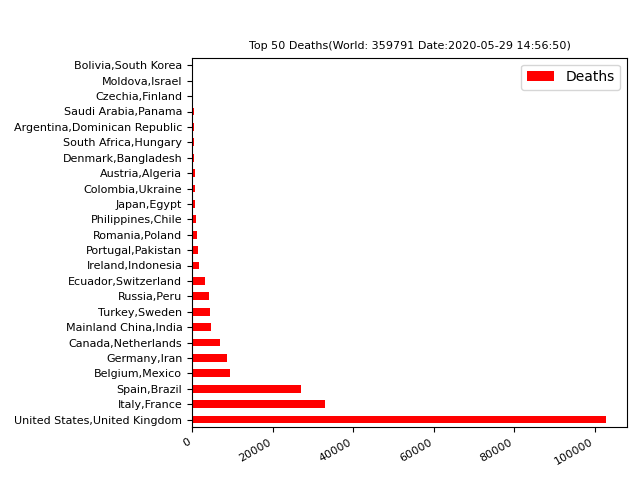 Top 50 Deaths(World: 359791 Date:2020-05-29 14:56:50)
Deaths
Bolivia,South Korea
Moldova,Israel
Czechia,Finland
Saudi Arabia,Panama
Argentina,Dominican Republic
South Africa,Hungary
Denmark,Bangladesh
Austria,Algeria
Colombia,Ukraine
Japan,Egypt
Philippines,Chile
Romania,Poland
Portugal,Pakistan
Ireland,Indonesia
Ecuador,Switzerland
Russia,Peru
Turkey,Sweden
Mainland China,India
Canada,Netherlands
Germany,Iran
Belgium,Mexico
Spain,Brazil
Italy,France
United States,United Kingdom
0 20000 40000 60000 80000 100000